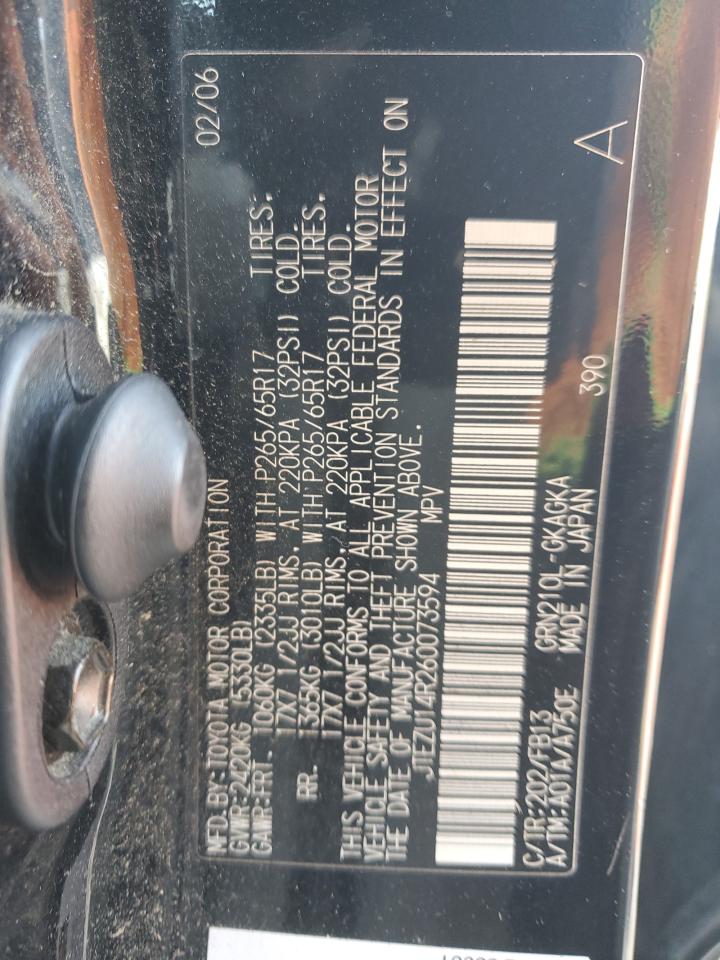 MFD.BY:TOYOTA MOTOR CORPORATION 02/06
GVWR:2420KG (5330LB)
GAWR:FRT. 1060KG (2335LB) WITH P265/65R17 TIRES.
17X7 1/2JJ RIMS, AT 220KPA (32PSI) COLD.
RR. 1365KG (3010LB) WITH P265/65R17 TIRES.
17X7 1/2JJ RIMS, AT 220KPA (32PSI) COLD.
THIS VEHICLE CONFORMS TO ALL APPLICABLE FEDERAL MOTOR
VEHICLE SAFETY AND THEFT PREVENTION STANDARDS IN EFFECT ON
THE DATE OF MANUFACTURE SHOWN ABOVE.
JTEZU14R260073594 MPV
C/TR:202/FB13 GRN210L-GKAGKA 390 A
A/TM:A01A/A750E MADE IN JAPAN